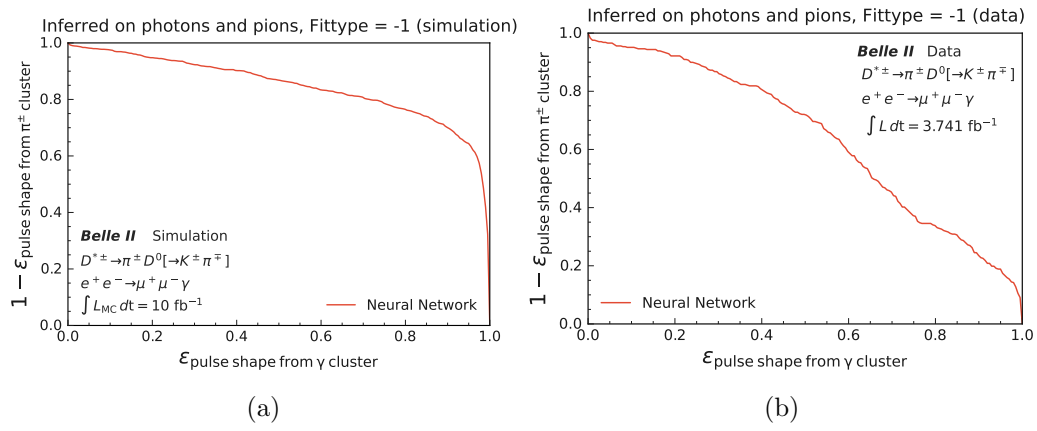 Inferred on photons and pions, Fittype = -1 (simulation)
1 − ε_pulse shape from π± cluster
1.0
0.8
0.6
0.4
0.2
0.0
Belle II Simulation
D*±→π±D⁰[→K±π∓]
e⁺e⁻→μ⁺μ⁻γ
∫ L_MC dt = 10 fb⁻¹
Neural Network
0.0 0.2 0.4 0.6 0.8 1.0
ε_pulse shape from γ cluster
(a)
Inferred on photons and pions, Fittype = -1 (data)
1 − ε_pulse shape from π± cluster
1.0
0.8
0.6
0.4
0.2
0.0
Belle II Data
D*±→π±D⁰[→K±π∓]
e⁺e⁻→μ⁺μ⁻γ
∫ L dt = 3.741 fb⁻¹
Neural Network
0.0 0.2 0.4 0.6 0.8 1.0
ε_pulse shape from γ cluster
(b)